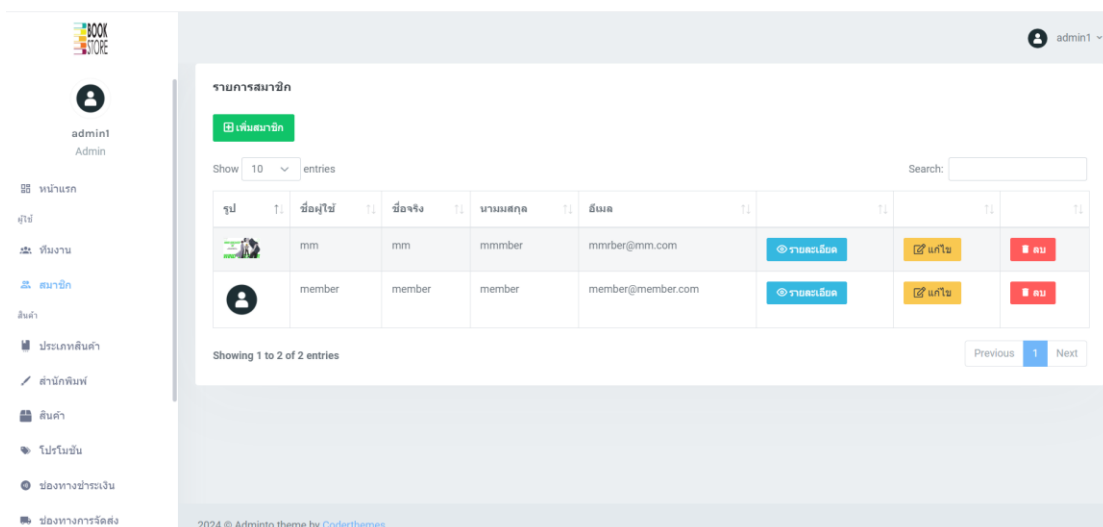 BOOK
STORE
admin1
admin1
Admin
หน้าแรก
ผู้ใช้
ทีมงาน
สมาชิก
สินค้า
ประเภทสินค้า
สำนักพิมพ์
สินค้า
โปรโมชัน
ช่องทางชำระเงิน
ช่องทางการจัดส่ง
รายการสมาชิก
เพิ่มสมาชิก
Show 10 entries
Search:
รูป ชื่อผู้ใช้ ชื่อจริง นามมสกุล อีเมล
mm mm mmmber mmrber@mm.com รายละเอียด แก้ไข ลบ
member member member member@member.com รายละเอียด แก้ไข ลบ
Showing 1 to 2 of 2 entries
Previous 1 Next
2024 © Adminto theme by Coderthemes